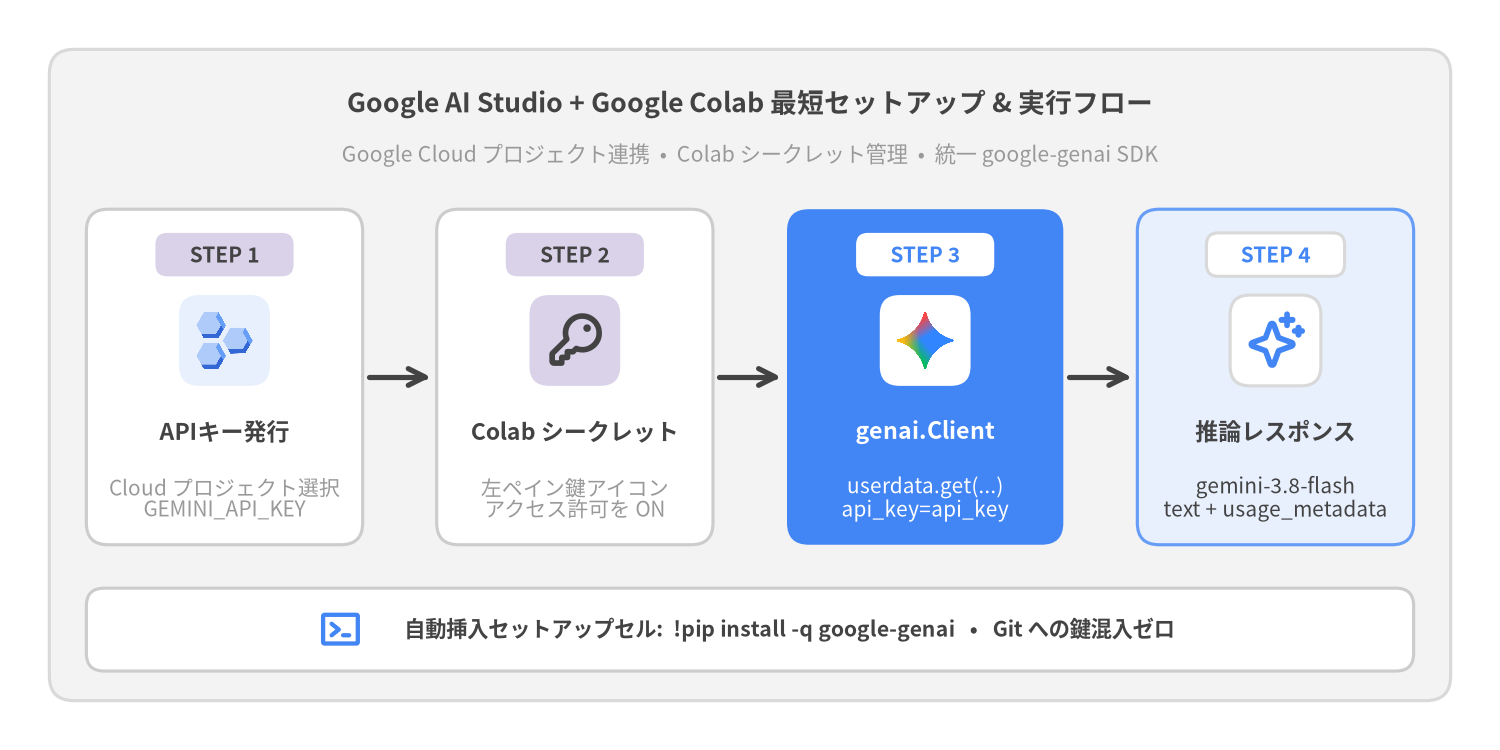 Google AI Studio + Google Colab 最短セットアップ & 実行フロー
Google Cloud プロジェクト連携 • Colab シークレット管理 • 統一 google-genai SDK
STEP 1
APIキー発行
Cloud プロジェクト選択
GEMINI_API_KEY
STEP 2
Colab シークレット
左ペイン鍵アイコン
アクセス許可を ON
STEP 3
genai.Client
userdata.get(...)
api_key=api_key
STEP 4
推論レスポンス
gemini-3.8-flash
text + usage_metadata
自動挿入セットアップセル: !pip install -q google-genai • Git への鍵混入ゼロ